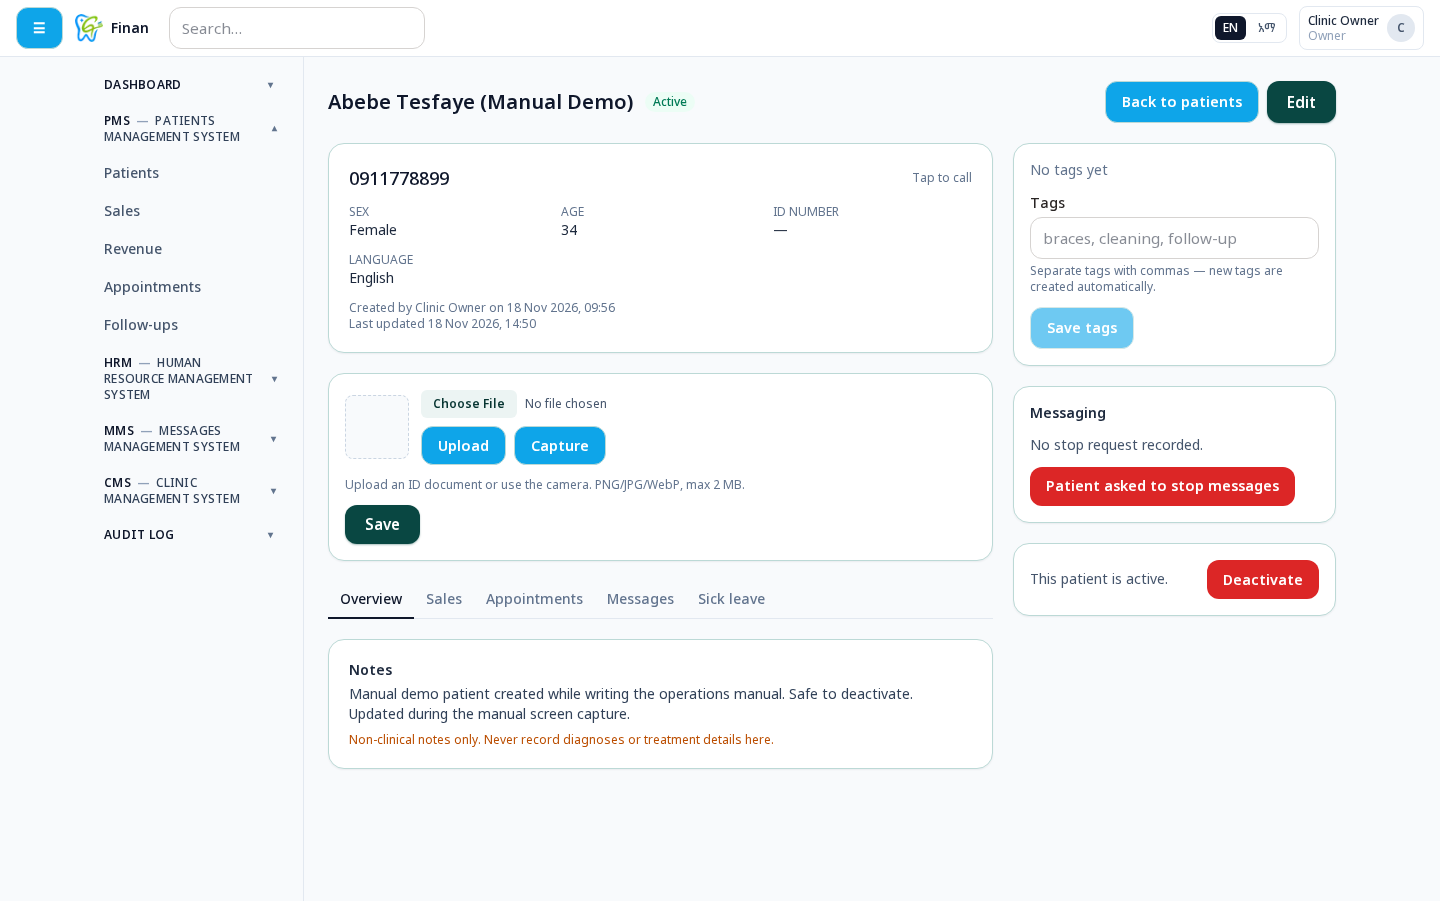 ☰
Finan
Search...
EN
አማ
Clinic Owner
Owner
C
DASHBOARD ▼
PMS — PATIENTS
MANAGEMENT SYSTEM ▲
Patients
Sales
Revenue
Appointments
Follow-ups
HRM — HUMAN
RESOURCE MANAGEMENT
SYSTEM ▼
MMS — MESSAGES
MANAGEMENT SYSTEM ▼
CMS — CLINIC
MANAGEMENT SYSTEM ▼
AUDIT LOG ▼
Abebe Tesfaye (Manual Demo)
Active
Back to patients
Edit
0911778899
Tap to call
SEX
Female
AGE
34
ID NUMBER
—
LANGUAGE
English
Created by Clinic Owner on 18 Nov 2026, 09:56
Last updated 18 Nov 2026, 14:50
Choose File
No file chosen
Upload
Capture
Upload an ID document or use the camera. PNG/JPG/WebP, max 2 MB.
Save
Overview
Sales
Appointments
Messages
Sick leave
Notes
Manual demo patient created while writing the operations manual. Safe to deactivate.
Updated during the manual screen capture.
Non-clinical notes only. Never record diagnoses or treatment details here.
No tags yet
Tags
braces, cleaning, follow-up
Separate tags with commas — new tags are
created automatically.
Save tags
Messaging
No stop request recorded.
Patient asked to stop messages
This patient is active.
Deactivate